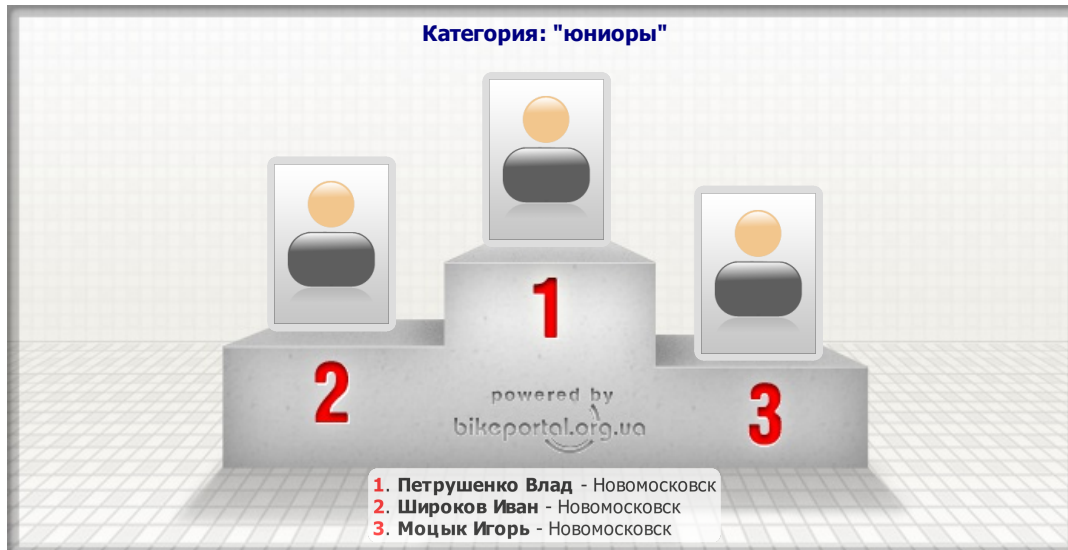 Категория: "юниоры"
1
2
3
powered by
bikeportal.org.ua
1. Петрушенко Влад - Новомосковск
2. Широков Иван - Новомосковск
3. Моцык Игорь - Новомосковск